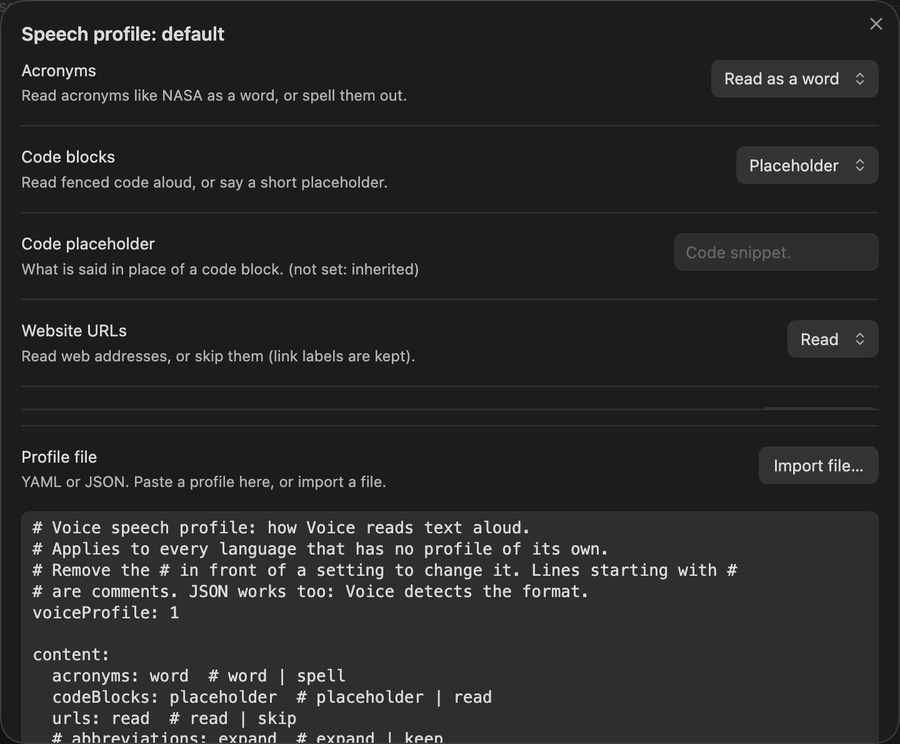 Speech profile: default
Acronyms
Read acronyms like NASA as a word, or spell them out.
Read as a word
Code blocks
Read fenced code aloud, or say a short placeholder.
Placeholder
Code placeholder
What is said in place of a code block. (not set: inherited)
Code snippet.
Website URLs
Read web addresses, or skip them (link labels are kept).
Read
Profile file
YAML or JSON. Paste a profile here, or import a file.
Import file...
# Voice speech profile: how Voice reads text aloud.
# Applies to every language that has no profile of its own.
# Remove the # in front of a setting to change it. Lines starting with #
# are comments. JSON works too: Voice detects the format.
voiceProfile: 1
content:
  acronyms: word  # word | spell
  codeBlocks: placeholder  # placeholder | read
  urls: read  # read | skip
  # abbreviations: expand  # expand | keep